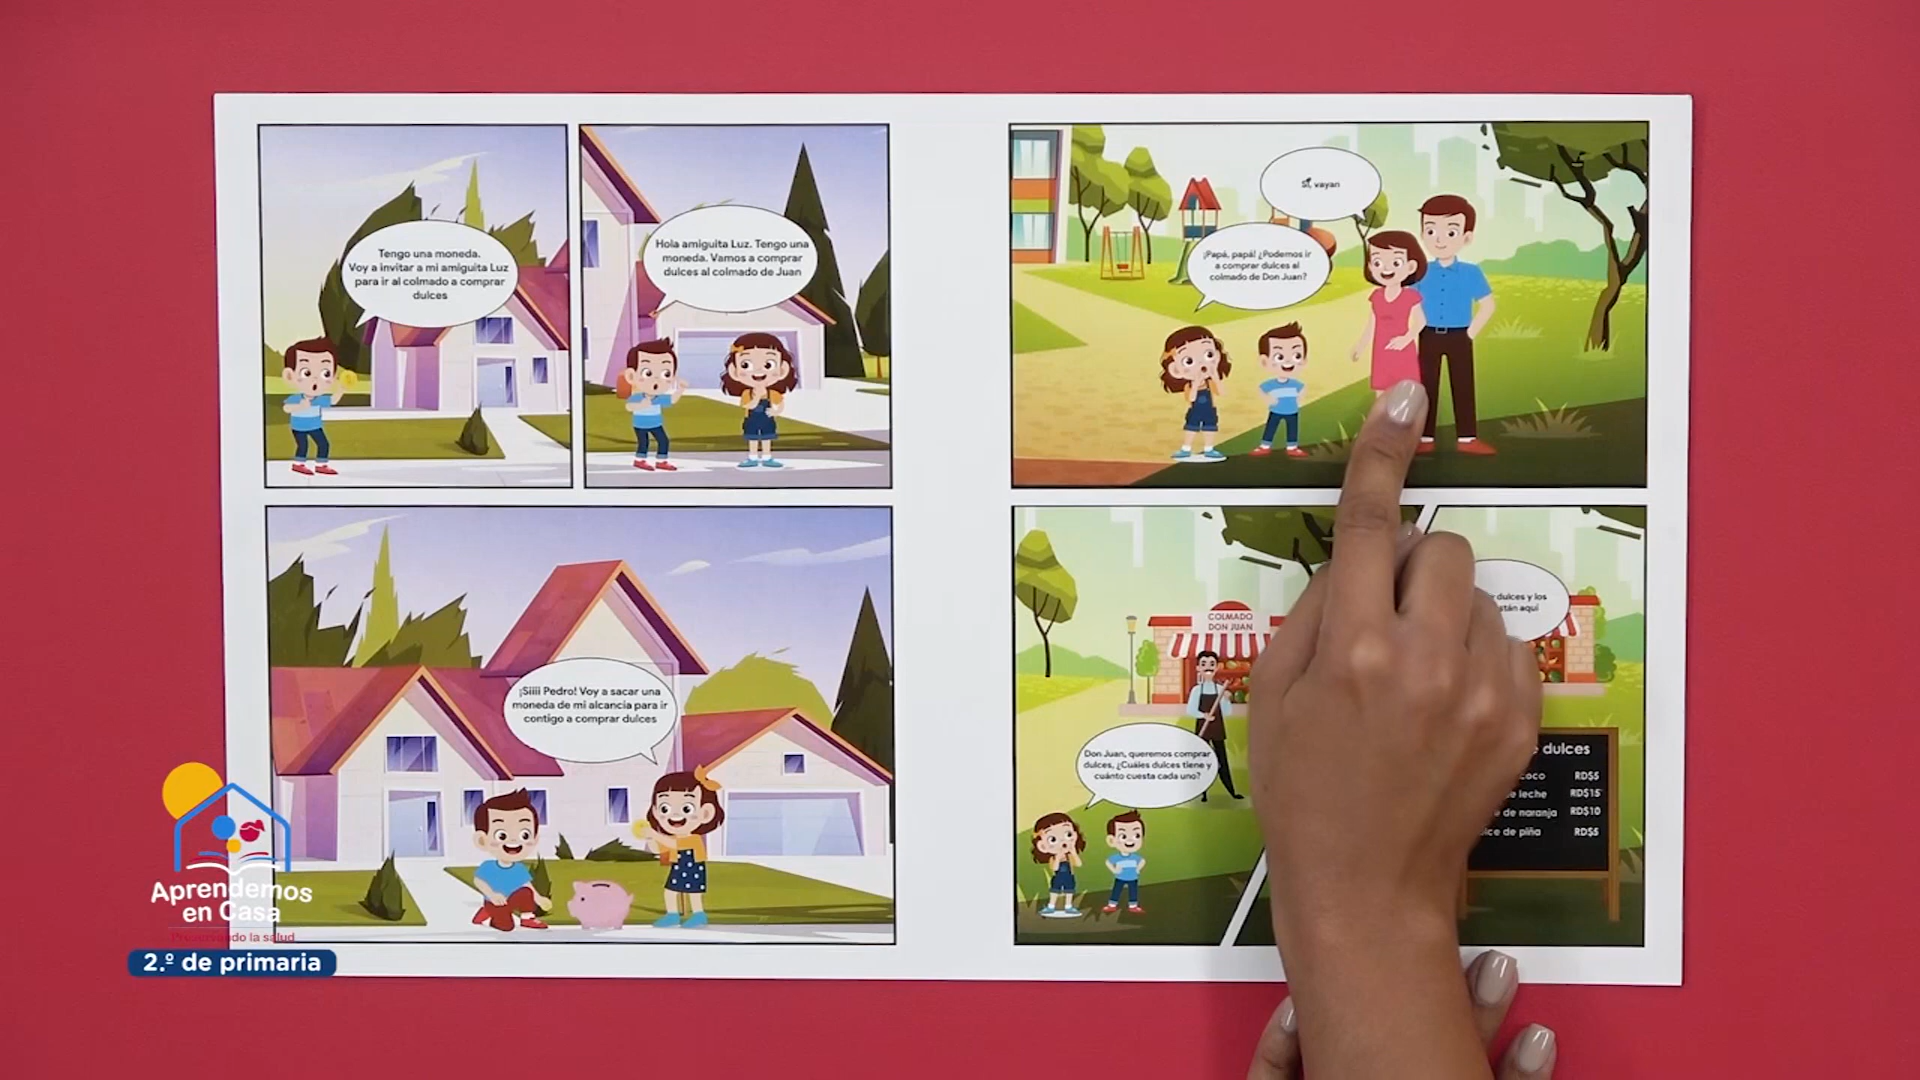 Tengo una moneda.
Voy a invitar a mi amiguita Luz
para ir al colmado a comprar
dulces
Hola amiguita Luz. Tengo una
moneda. Vamos a comprar
dulces al colmado de Juan
¡Siiii Pedro! Voy a sacar una
moneda de mi alcancía para ir
contigo a comprar dulces
Sí, vayan
¡Papá, papá! ¿Podemos ir
a comprar dulces al
colmado de Don Juan?
COLMADO
DON JUAN
Don Juan, queremos comprar
dulces, ¿Cuáles dulces tiene y
cuánto cuesta cada uno?
dulces y los
aquí
dulces
coco RD$5
leche RD$15
de naranja RD$10
de piña RD$5
Aprendemos
en Casa
la salud
2.º de primaria